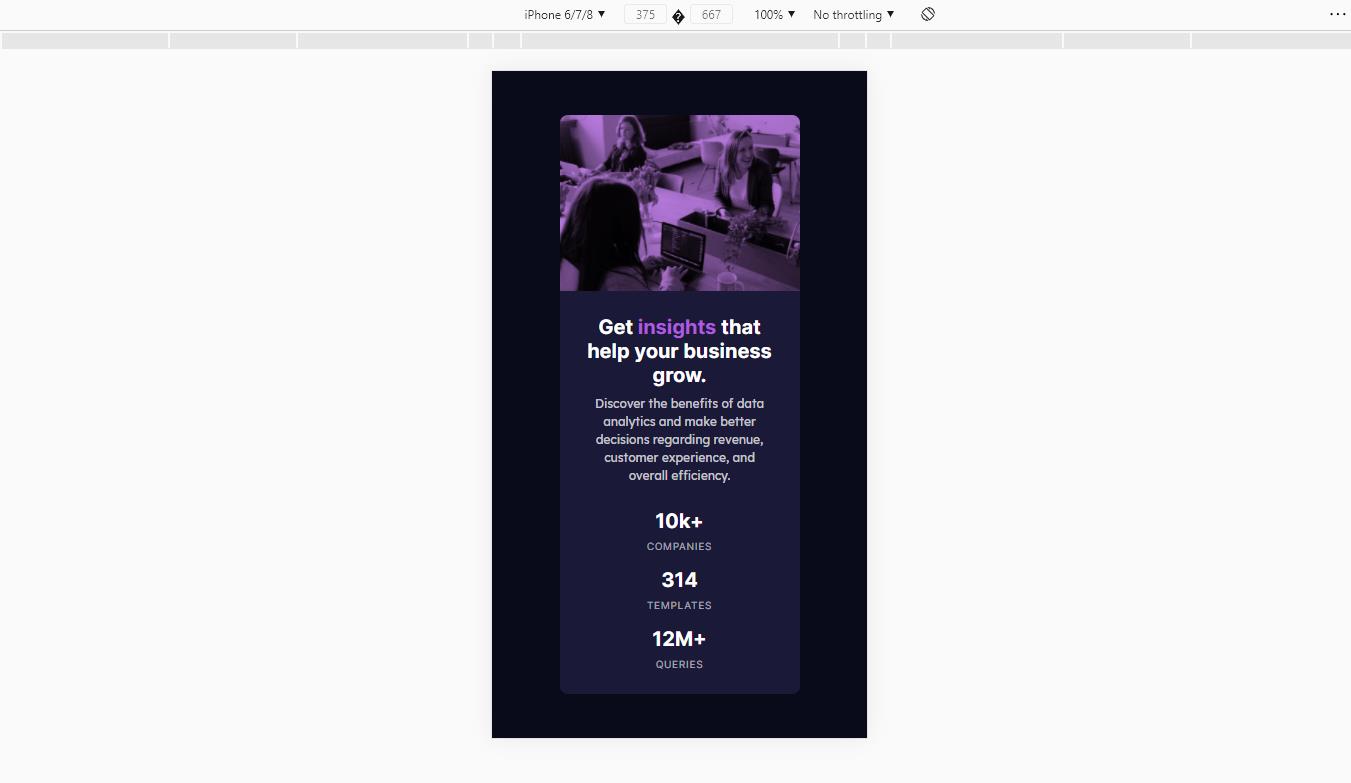 iPhone 6/7/8 ▼ 375 � 667 100% ▼ No throttling ▼ ...
Get insights that
help your business
grow.
Discover the benefits of data
analytics and make better
decisions regarding revenue,
customer experience, and
overall efficiency.
10k+
COMPANIES
314
TEMPLATES
12M+
QUERIES